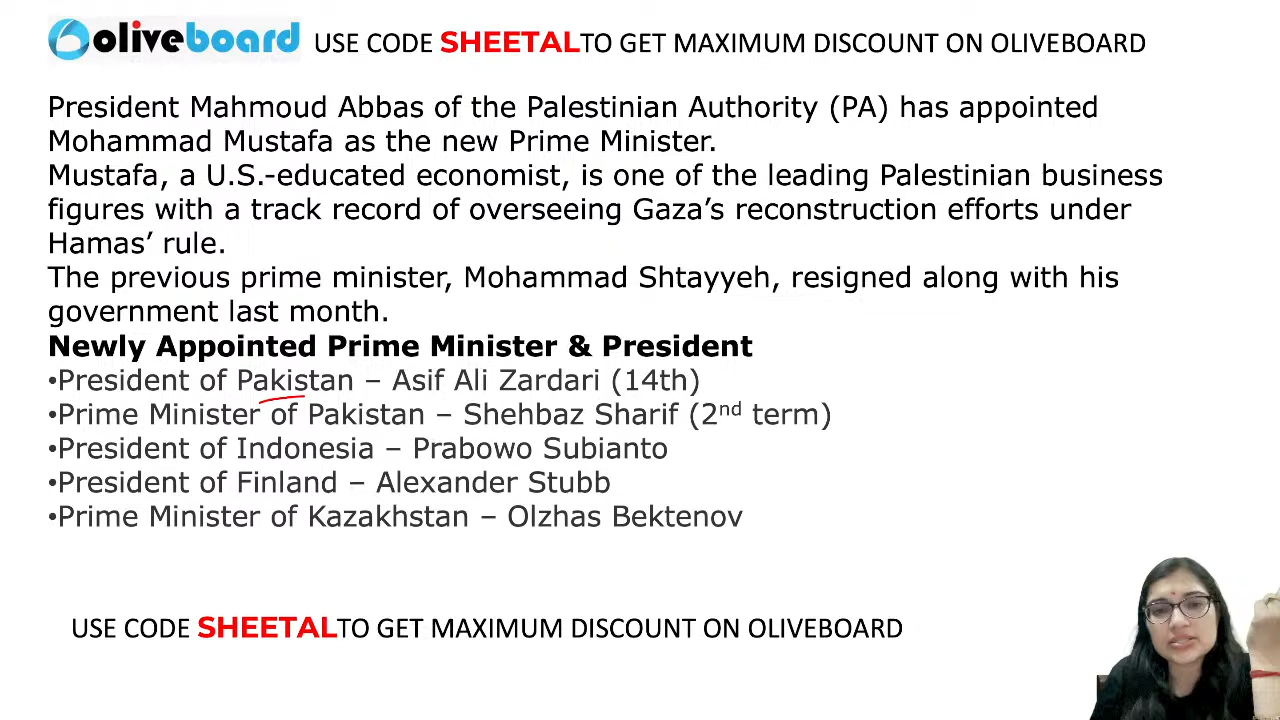 oliveboard USE CODE SHEETAL TO GET MAXIMUM DISCOUNT ON OLIVEBOARD
President Mahmoud Abbas of the Palestinian Authority (PA) has appointed
Mohammad Mustafa as the new Prime Minister.
Mustafa, a U.S.-educated economist, is one of the leading Palestinian business
figures with a track record of overseeing Gaza’s reconstruction efforts under
Hamas’ rule.
The previous prime minister, Mohammad Shtayyeh, resigned along with his
government last month.
Newly Appointed Prime Minister & President
•President of Pakistan – Asif Ali Zardari (14th)
•Prime Minister of Pakistan – Shehbaz Sharif (2nd term)
•President of Indonesia – Prabowo Subianto
•President of Finland – Alexander Stubb
•Prime Minister of Kazakhstan – Olzhas Bektenov
USE CODE SHEETAL TO GET MAXIMUM DISCOUNT ON OLIVEBOARD